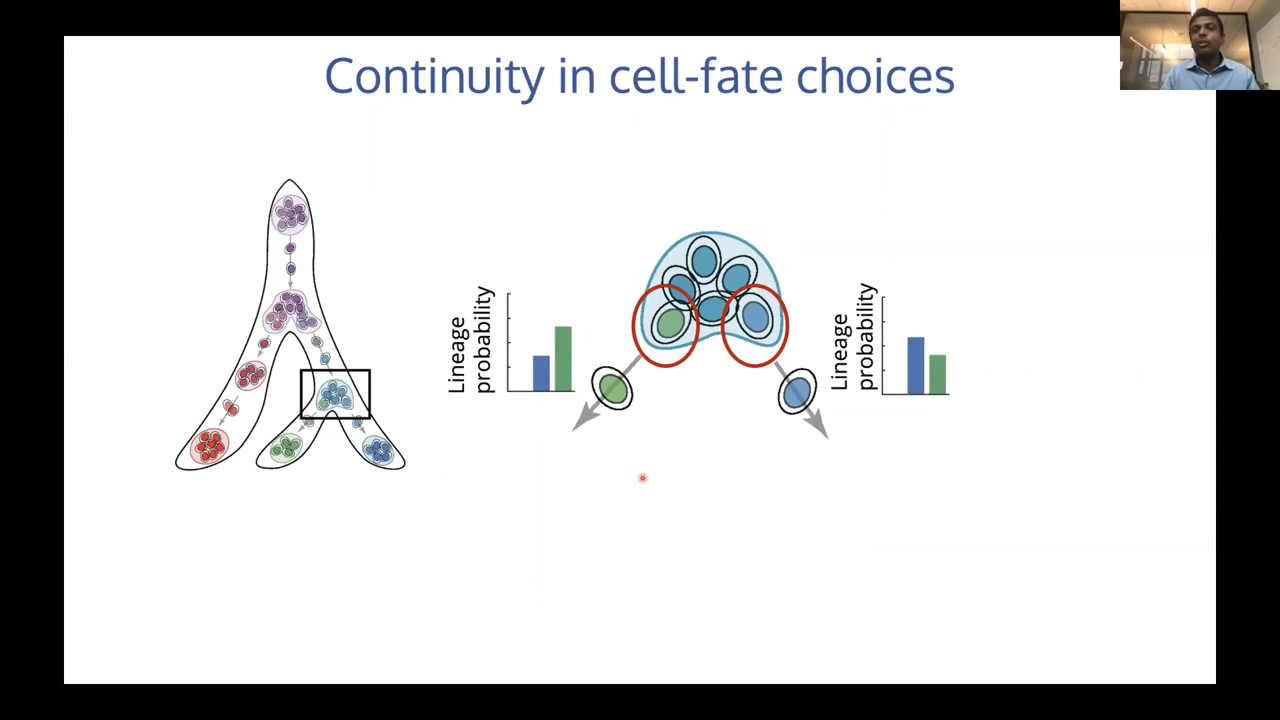 Continuity in cell-fate choices
Lineage
probability
Lineage
probability